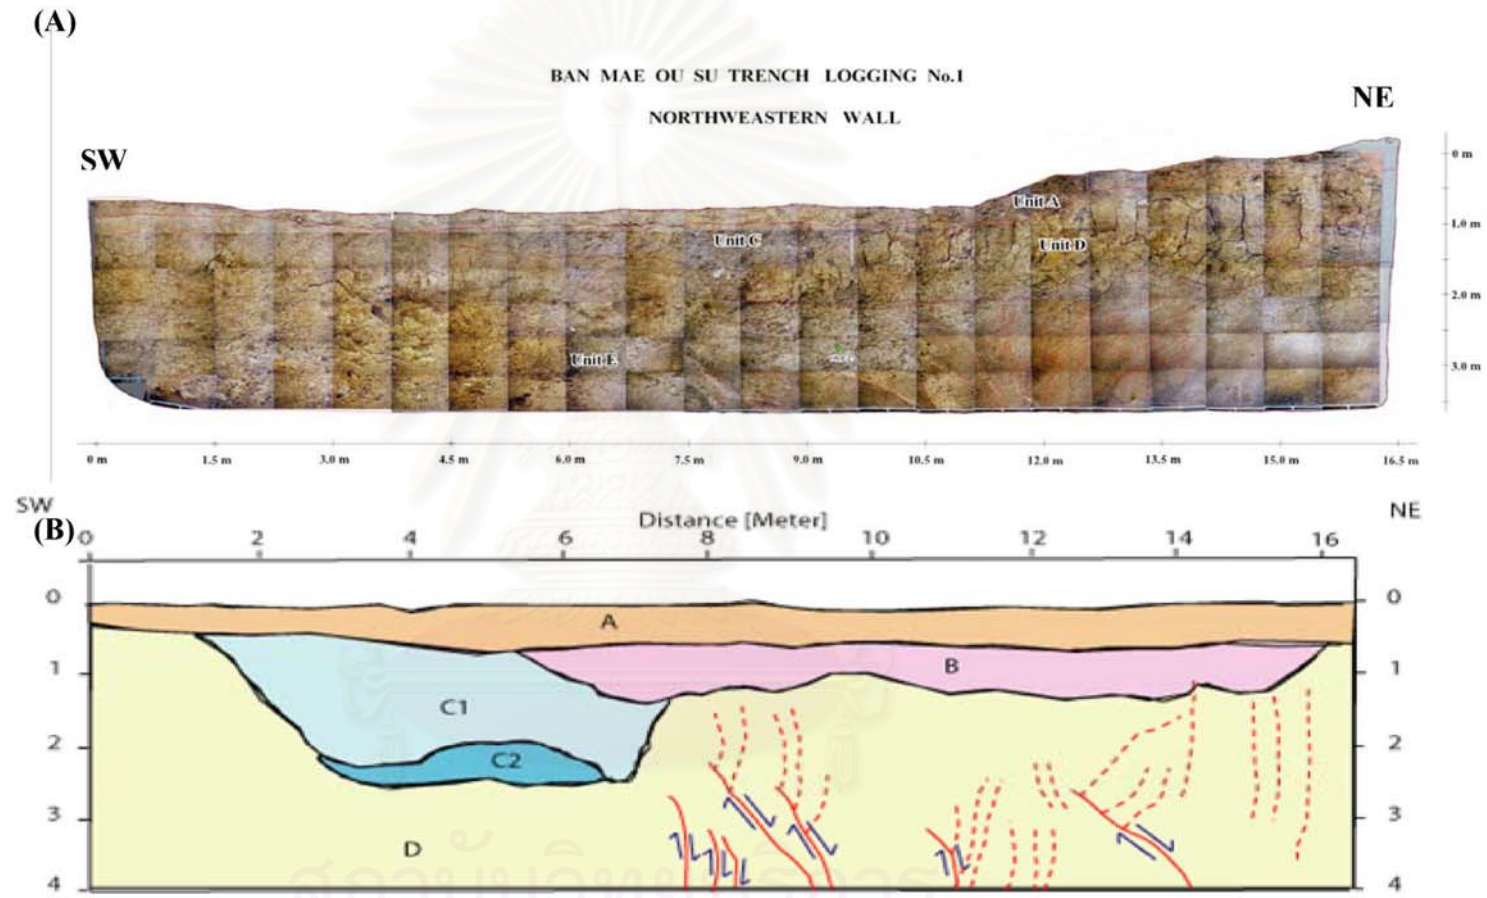 (A)
BAN MAE OU SU TRENCH LOGGING No.1
NORTHWEASTERN WALL
SW
NE
Unit A
Unit C
Unit D
Unit E
0 m
1.0 m
2.0 m
3.0 m
0 m 1.5 m 3.0 m 4.5 m 6.0 m 7.5 m 9.0 m 10.5 m 12.0 m 13.5 m 15.0 m 16.5 m
SW
NE
(B)
Distance [Meter]
0 2 4 6 8 10 12 14 16
0 0
A
1 1
B
C1
2 2
C2
3 3
D
4 4